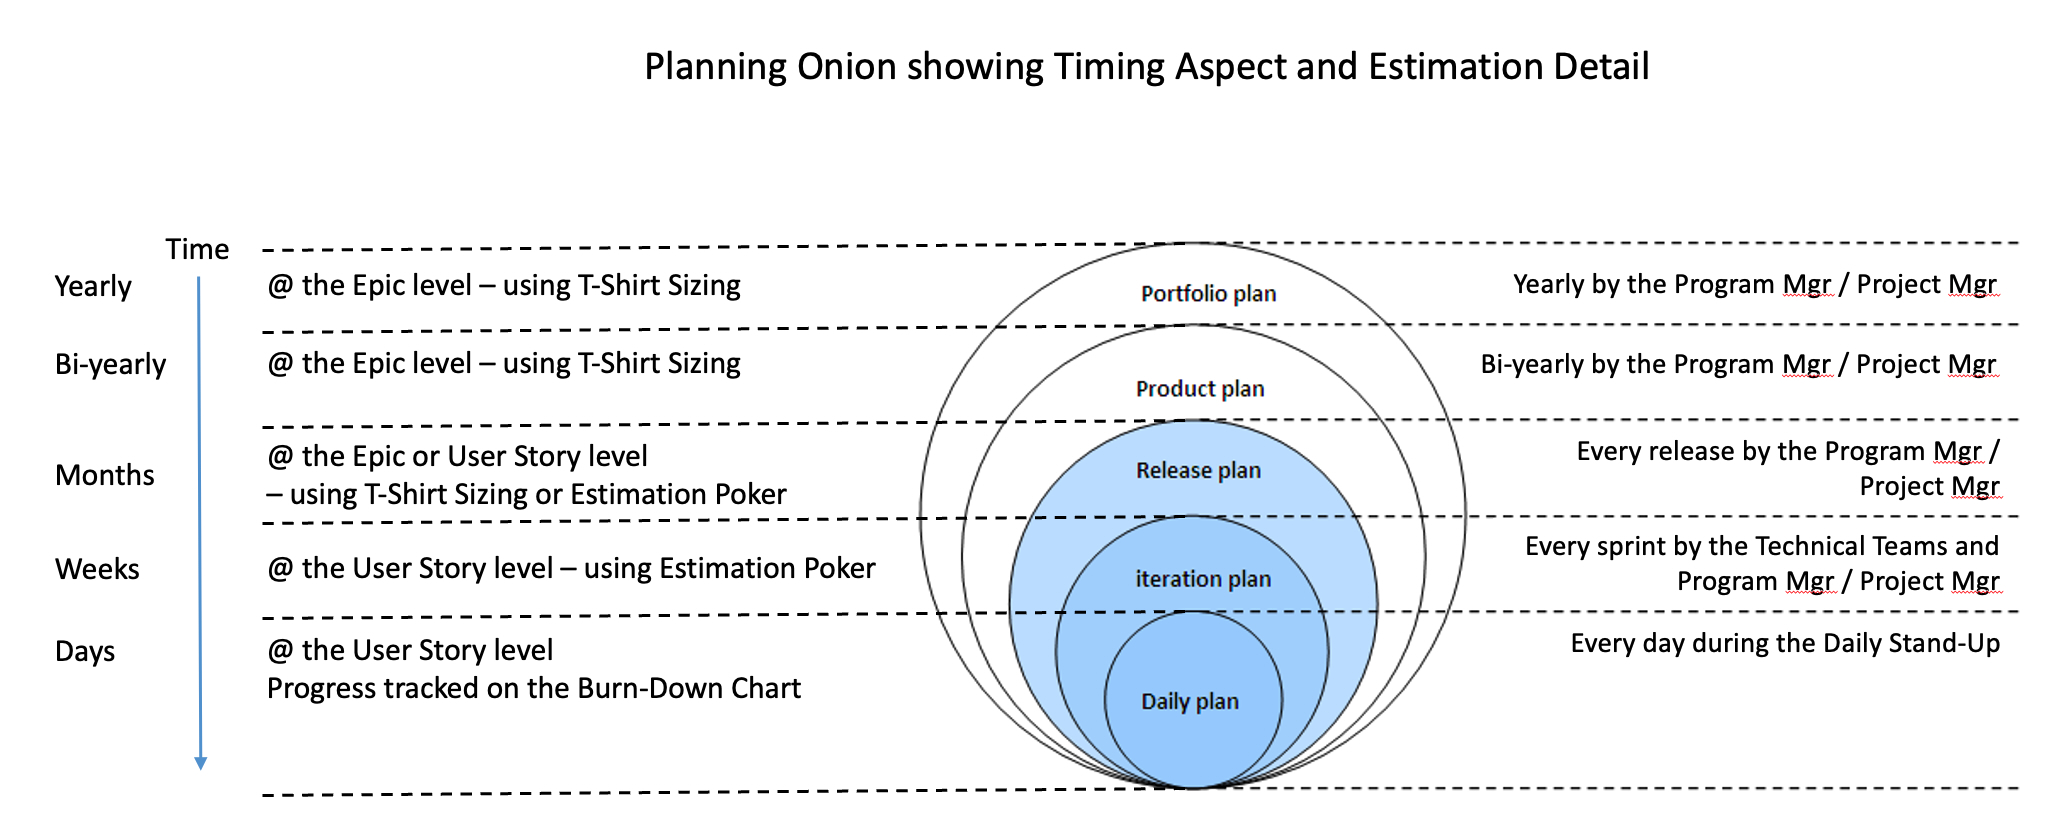 Planning Onion showing Timing Aspect and Estimation Detail
Time
Yearly
@ the Epic level – using T-Shirt Sizing
Portfolio plan
Yearly by the Program Mgr / Project Mgr
Bi-yearly
@ the Epic level – using T-Shirt Sizing
Product plan
Bi-yearly by the Program Mgr / Project Mgr
Months
@ the Epic or User Story level
– using T-Shirt Sizing or Estimation Poker
Release plan
Every release by the Program Mgr /
Project Mgr
Weeks
@ the User Story level – using Estimation Poker
iteration plan
Every sprint by the Technical Teams and
Program Mgr / Project Mgr
Days
@ the User Story level
Progress tracked on the Burn-Down Chart
Daily plan
Every day during the Daily Stand-Up